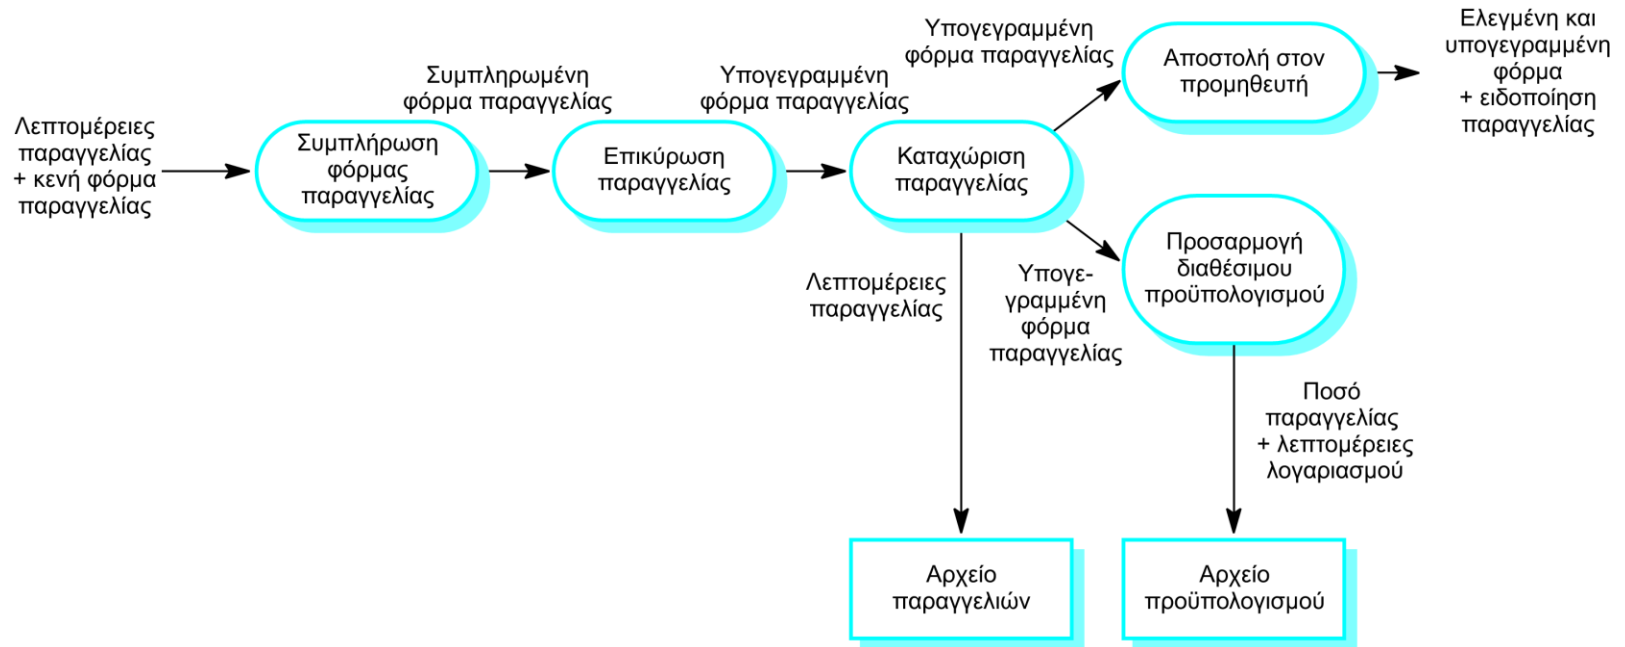 Λεπτομέρειες
παραγγελίας
+ κενή φόρμα
παραγγελίας
Συμπλήρωση
φόρμας
παραγγελίας
Συμπληρωμένη
φόρμα παραγγελίας
Επικύρωση
παραγγελίας
Υπογεγραμμένη
φόρμα παραγγελίας
Καταχώριση
παραγγελίας
Υπογεγραμμένη
φόρμα παραγγελίας
Αποστολή στον
προμηθευτή
Ελεγμένη και
υπογεγραμμένη
φόρμα
+ ειδοποίηση
παραγγελίας
Λεπτομέρειες
παραγγελίας
Υπογε-
γραμμένη
φόρμα
παραγγελίας
Προσαρμογή
διαθέσιμου
προϋπολογισμού
Ποσό
παραγγελίας
+ λεπτομέρειες
λογαριασμού
Αρχείο
παραγγελιών
Αρχείο
προϋπολογισμού